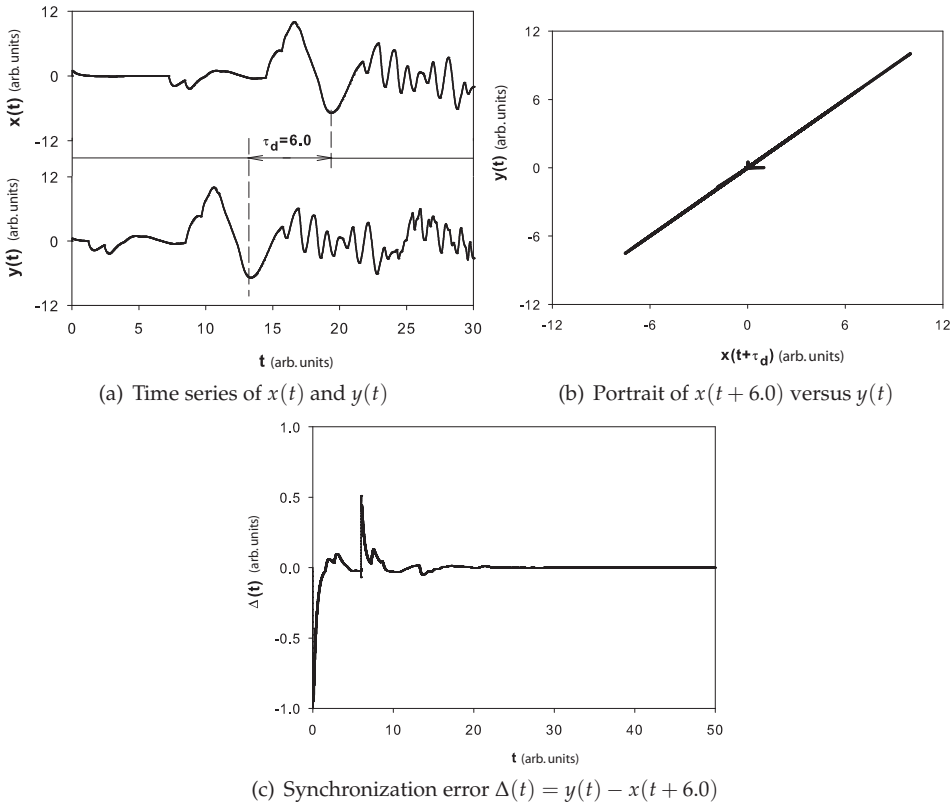 12
x(t) (arb. units)
0
-12
τd=6.0
12
y(t) (arb. units)
0
-12
0 5 10 15 20 25 30
t (arb. units)
(a) Time series of x(t) and y(t)
12
6
y(t) (arb. units)
0
-6
-12
-12 -6 0 6 12
x(t+τd) (arb. units)
(b) Portrait of x(t + 6.0) versus y(t)
1.0
0.5
Δ(t) (arb. units)
0.0
-0.5
-1.0
0 10 20 30 40 50
t (arb. units)
(c) Synchronization error Δ(t) = y(t) − x(t + 6.0)